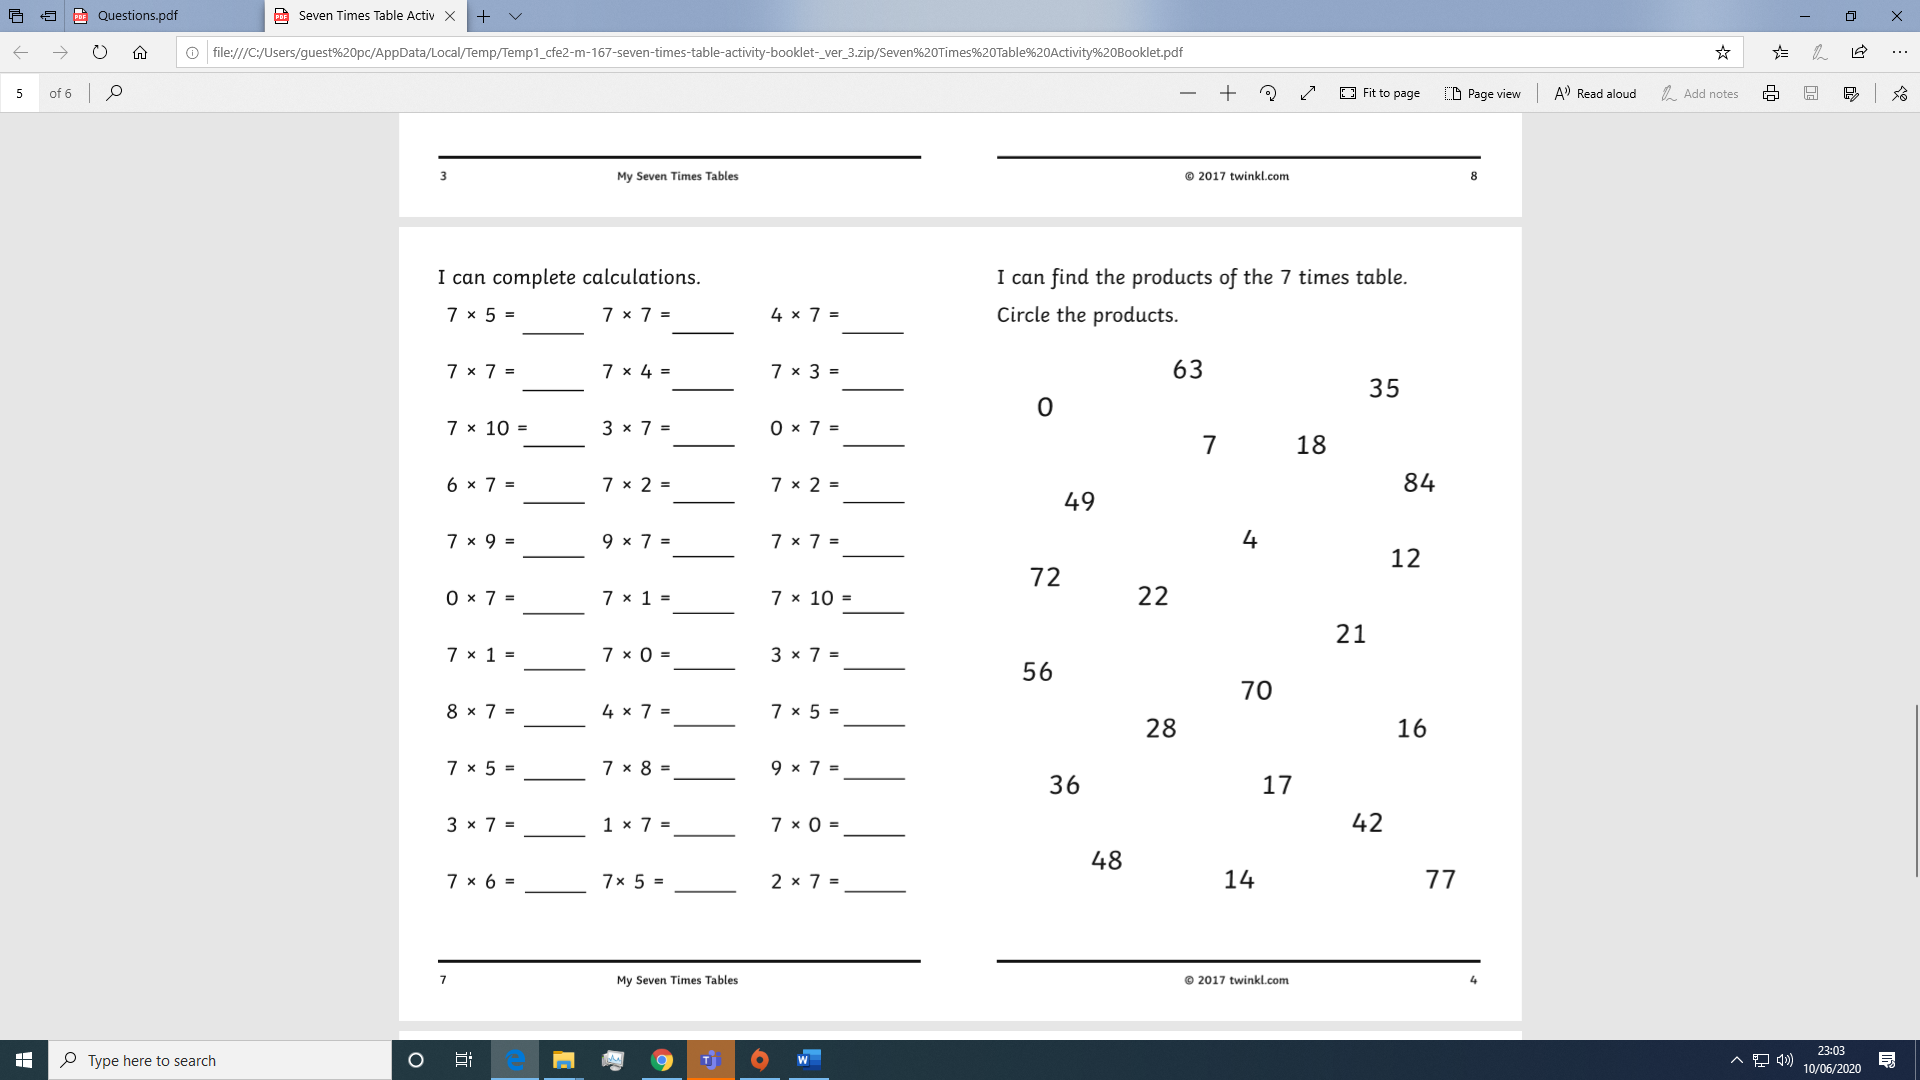 Questions.pdf
Seven Times Table Activ
file:///C:/Users/guest%20pc/AppData/Local/Temp/Temp1_cfe2-m-167-seven-times-table-activity-booklet-_ver_3.zip/Seven%20Times%20Table%20Activity%20Booklet.pdf
5 of 6 Fit to page Page view Read aloud Add notes
3 My Seven Times Tables
© 2017 twinkl.com 8
I can complete calculations.
7 × 5 = 7 × 7 = 4 × 7 =
7 × 7 = 7 × 4 = 7 × 3 =
7 × 10 = 3 × 7 = 0 × 7 =
6 × 7 = 7 × 2 = 7 × 2 =
7 × 9 = 9 × 7 = 7 × 7 =
0 × 7 = 7 × 1 = 7 × 10 =
7 × 1 = 7 × 0 = 3 × 7 =
8 × 7 = 4 × 7 = 7 × 5 =
7 × 5 = 7 × 8 = 9 × 7 =
3 × 7 = 1 × 7 = 7 × 0 =
7 × 6 = 7× 5 = 2 × 7 =
7 My Seven Times Tables
I can find the products of the 7 times table.
Circle the products.
63
35
0
7 18
84
49
4
12
72
22
21
56
70
28 16
36 17
42
48
14 77
© 2017 twinkl.com 4
Type here to search
23:03
10/06/2020